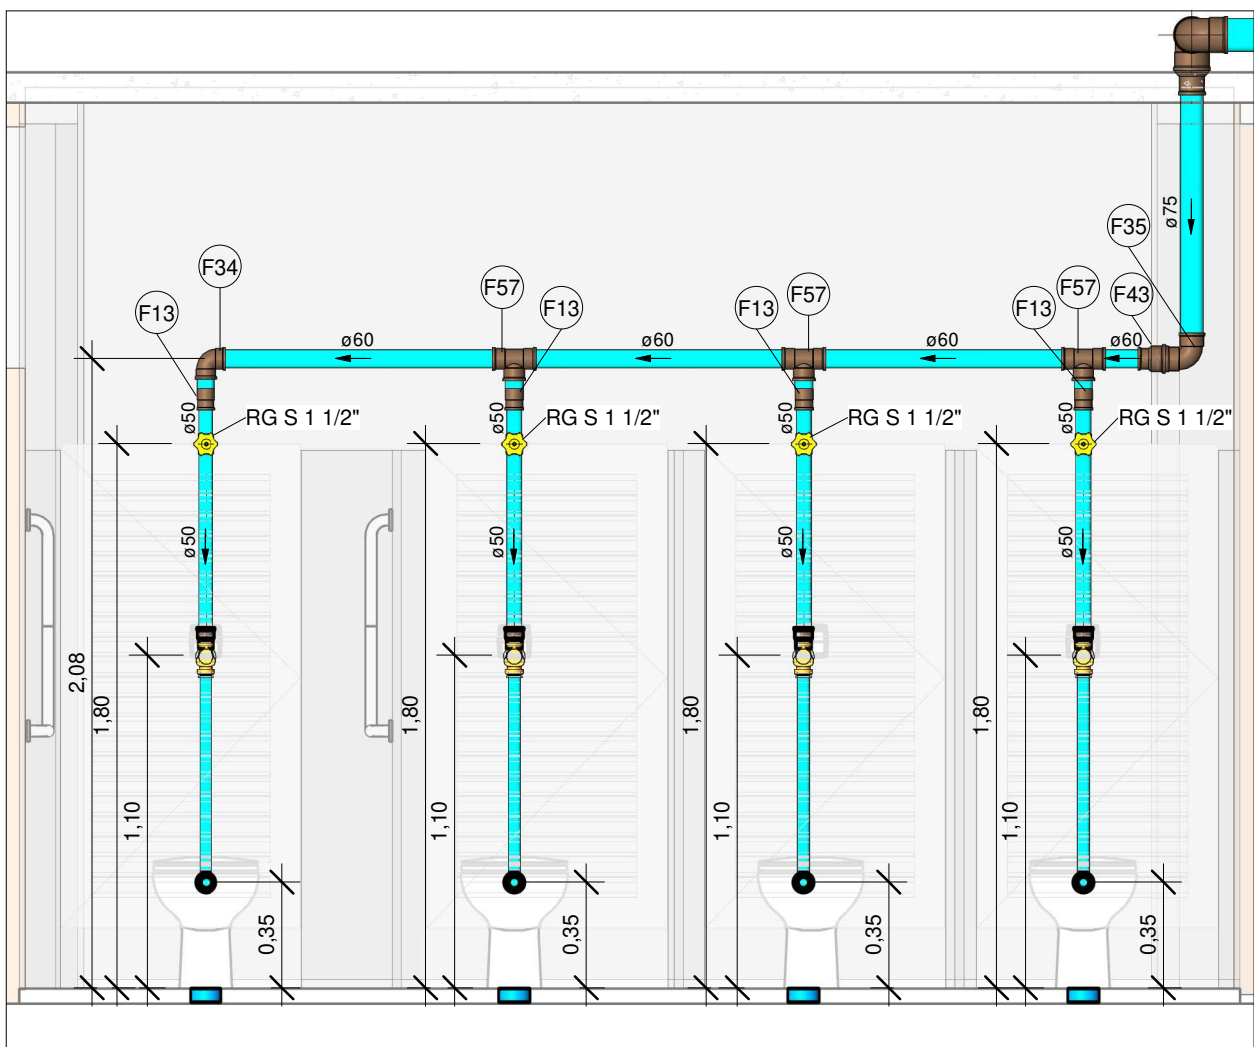 ø75
F35
F34
F57
F57
F57
F43
F13
F13
F13
F13
ø60
ø60
ø60
ø60
ø50
RG S 1 1/2"
ø50
RG S 1 1/2"
ø50
RG S 1 1/2"
ø50
RG S 1 1/2"
ø50
ø50
ø50
ø50
2,08
1,80
1,80
1,80
1,80
1,10
1,10
1,10
1,10
0,35
0,35
0,35
0,35